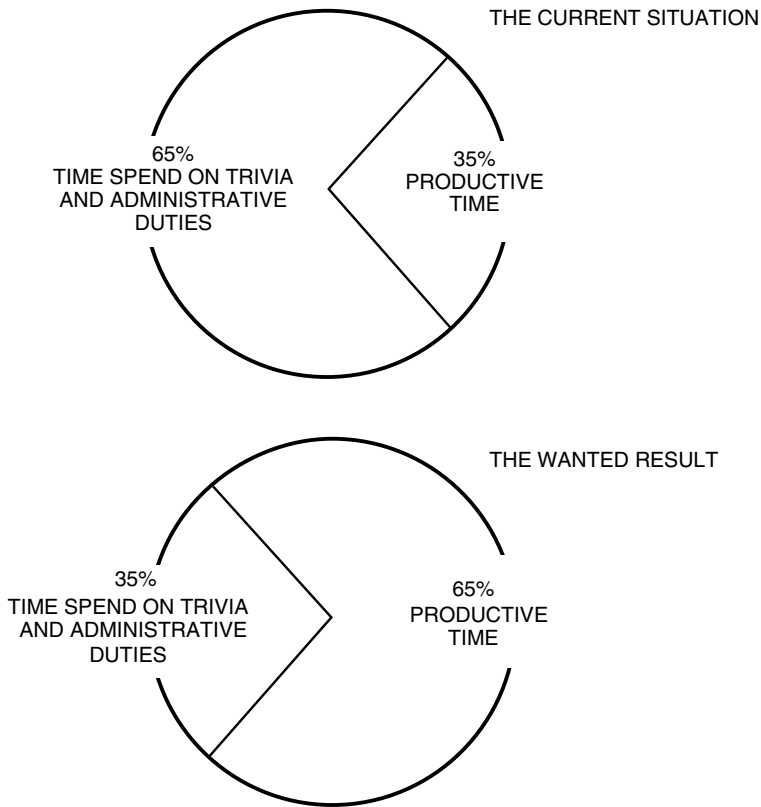 THE CURRENT SITUATION
65%
TIME SPEND ON TRIVIA
AND ADMINISTRATIVE
DUTIES
35%
PRODUCTIVE
TIME
THE WANTED RESULT
35%
TIME SPEND ON TRIVIA
AND ADMINISTRATIVE
DUTIES
65%
PRODUCTIVE
TIME